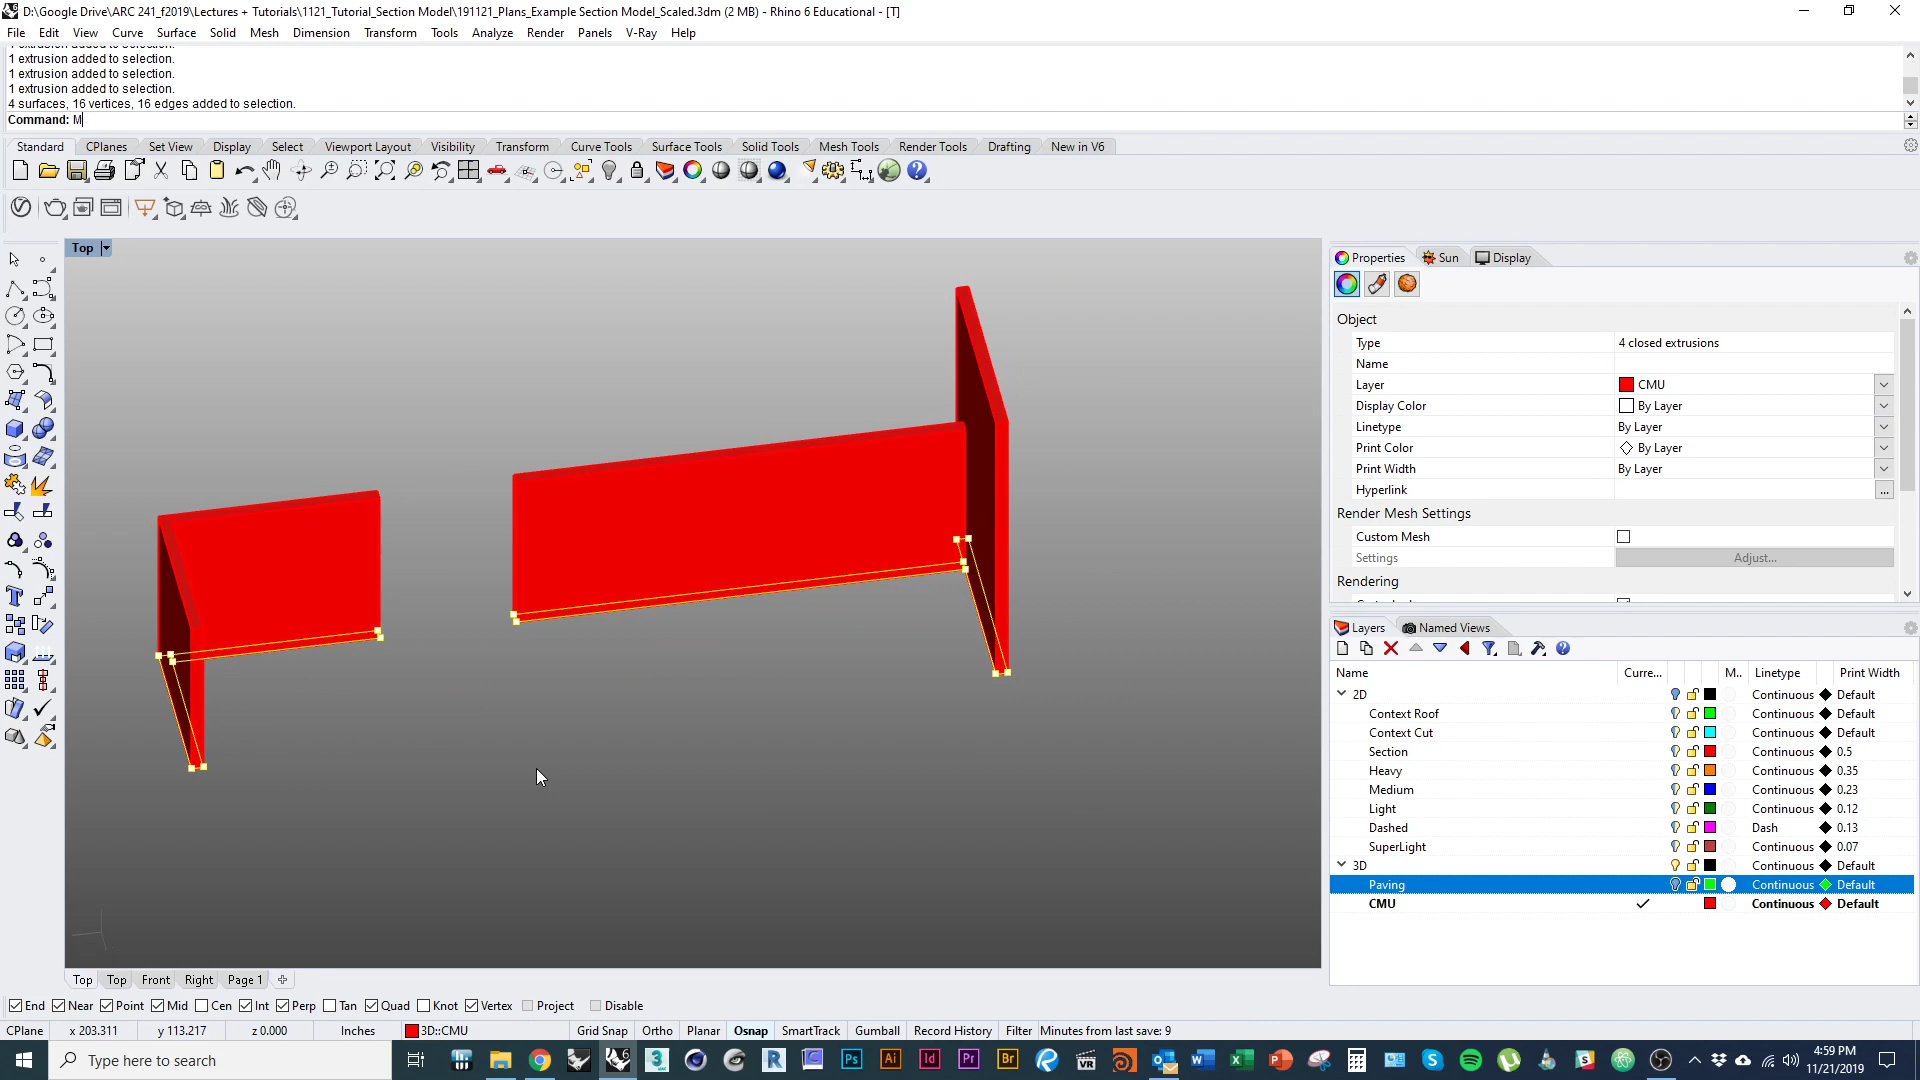 D:\Google Drive\ARC 241_f2019\Lectures + Tutorials\1121_Tutorial_Section Model\191121_Plans_Example Section Model_Scaled.3dm (2 MB) - Rhino 6 Educational - [T]
File Edit View Curve Surface Solid Mesh Dimension Transform Tools Analyze Render Panels V-Ray Help
1 extrusion added to selection.
1 extrusion added to selection.
1 extrusion added to selection.
1 extrusion added to selection.
4 surfaces, 16 vertices, 16 edges added to selection.
Command: M
Standard CPlanes Set View Display Select Viewport Layout Visibility Transform Curve Tools Surface Tools Solid Tools Mesh Tools Render Tools Drafting New in V6
Top
Properties Sun Display
Object
Type 4 closed extrusions
Name
Layer CMU
Display Color By Layer
Linetype By Layer
Print Color By Layer
Print Width By Layer
Hyperlink ...
Render Mesh Settings
Custom Mesh
Settings Adjust...
Rendering
Layers Named Views
Name Curre... M.. Linetype Print Width
2D Continuous Default
Context Roof Continuous Default
Context Cut Continuous Default
Section Continuous 0.5
Heavy Continuous 0.35
Medium Continuous 0.23
Light Continuous 0.12
Dashed Dash 0.13
SuperLight Continuous 0.07
3D Continuous Default
Paving Continuous Default
CMU Continuous Default
Top Top Front Right Page 1
End Near Point Mid Cen Int Perp Tan Quad Knot Vertex Project Disable
CPlane x 203.311 y 113.217 z 0.000 Inches 3D::CMU Grid Snap Ortho Planar Osnap SmartTrack Gumball Record History Filter Minutes from last save: 9
Type here to search
4:59 PM
11/21/2019